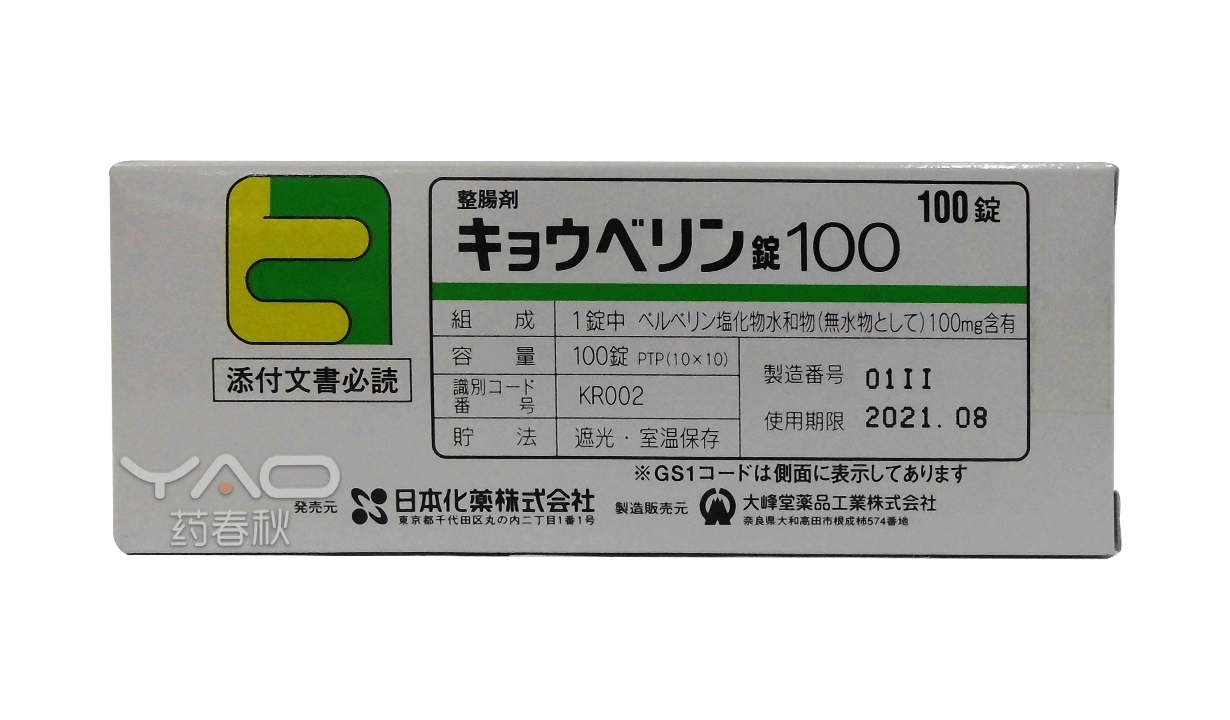 整腸剤
キョウベリン錠100
100錠
組成 1錠中 ベルベリン塩化物水和物(無水物として)100mg含有
容量 100錠 PTP(10×10)
識別コード番号 KR002
貯法 遮光・室温保存
製造番号 01II
使用期限 2021.08
添付文書必読
※GS1コードは側面に表示してあります
発売元 日本化薬株式会社
東京都千代田区丸の内二丁目1番1号
製造販売元 大峰堂薬品工業株式会社
奈良県大和高田市根成柿574番地
YAO
药春秋